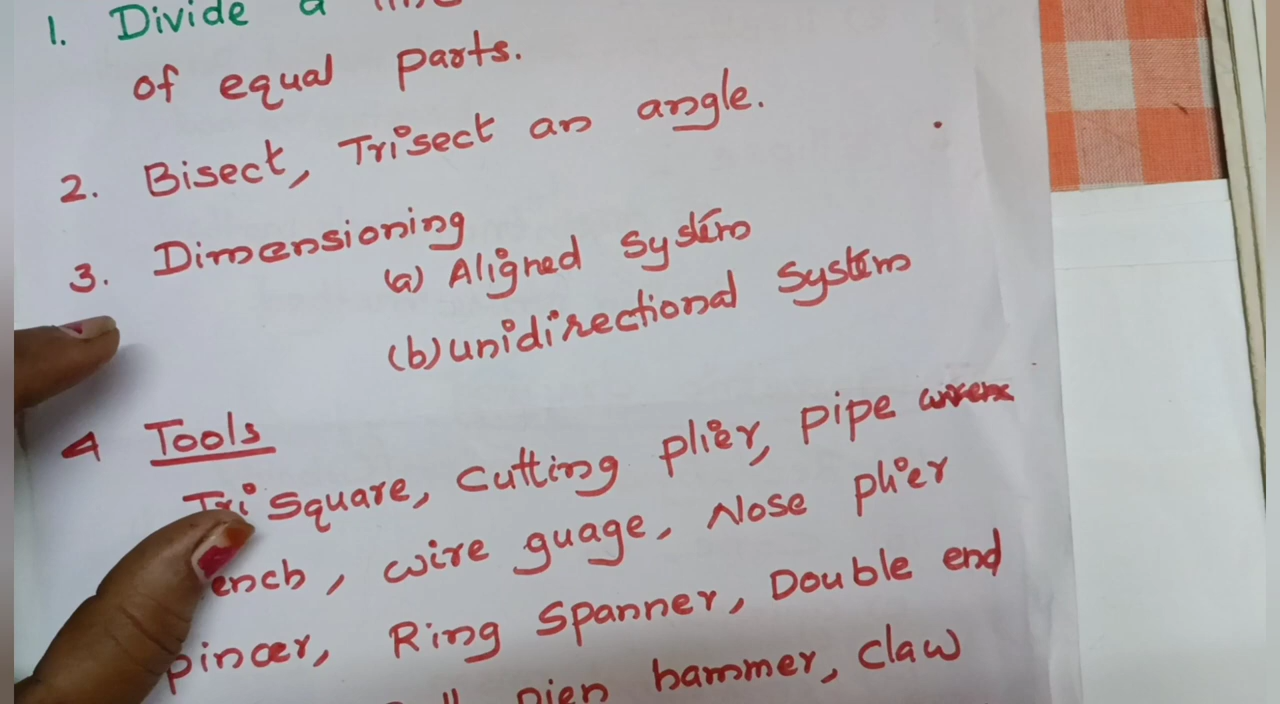 1. Divide a
of equal parts.
2. Bisect, Trisect an angle.
3. Dimensioning
(a) Aligned System
(b) unidirectional System
4 Tools
Tri Square, Cutting plier, pipe
ench, wire guage, Nose plier
pincer, Ring Spanner, Double end
hammer, claw